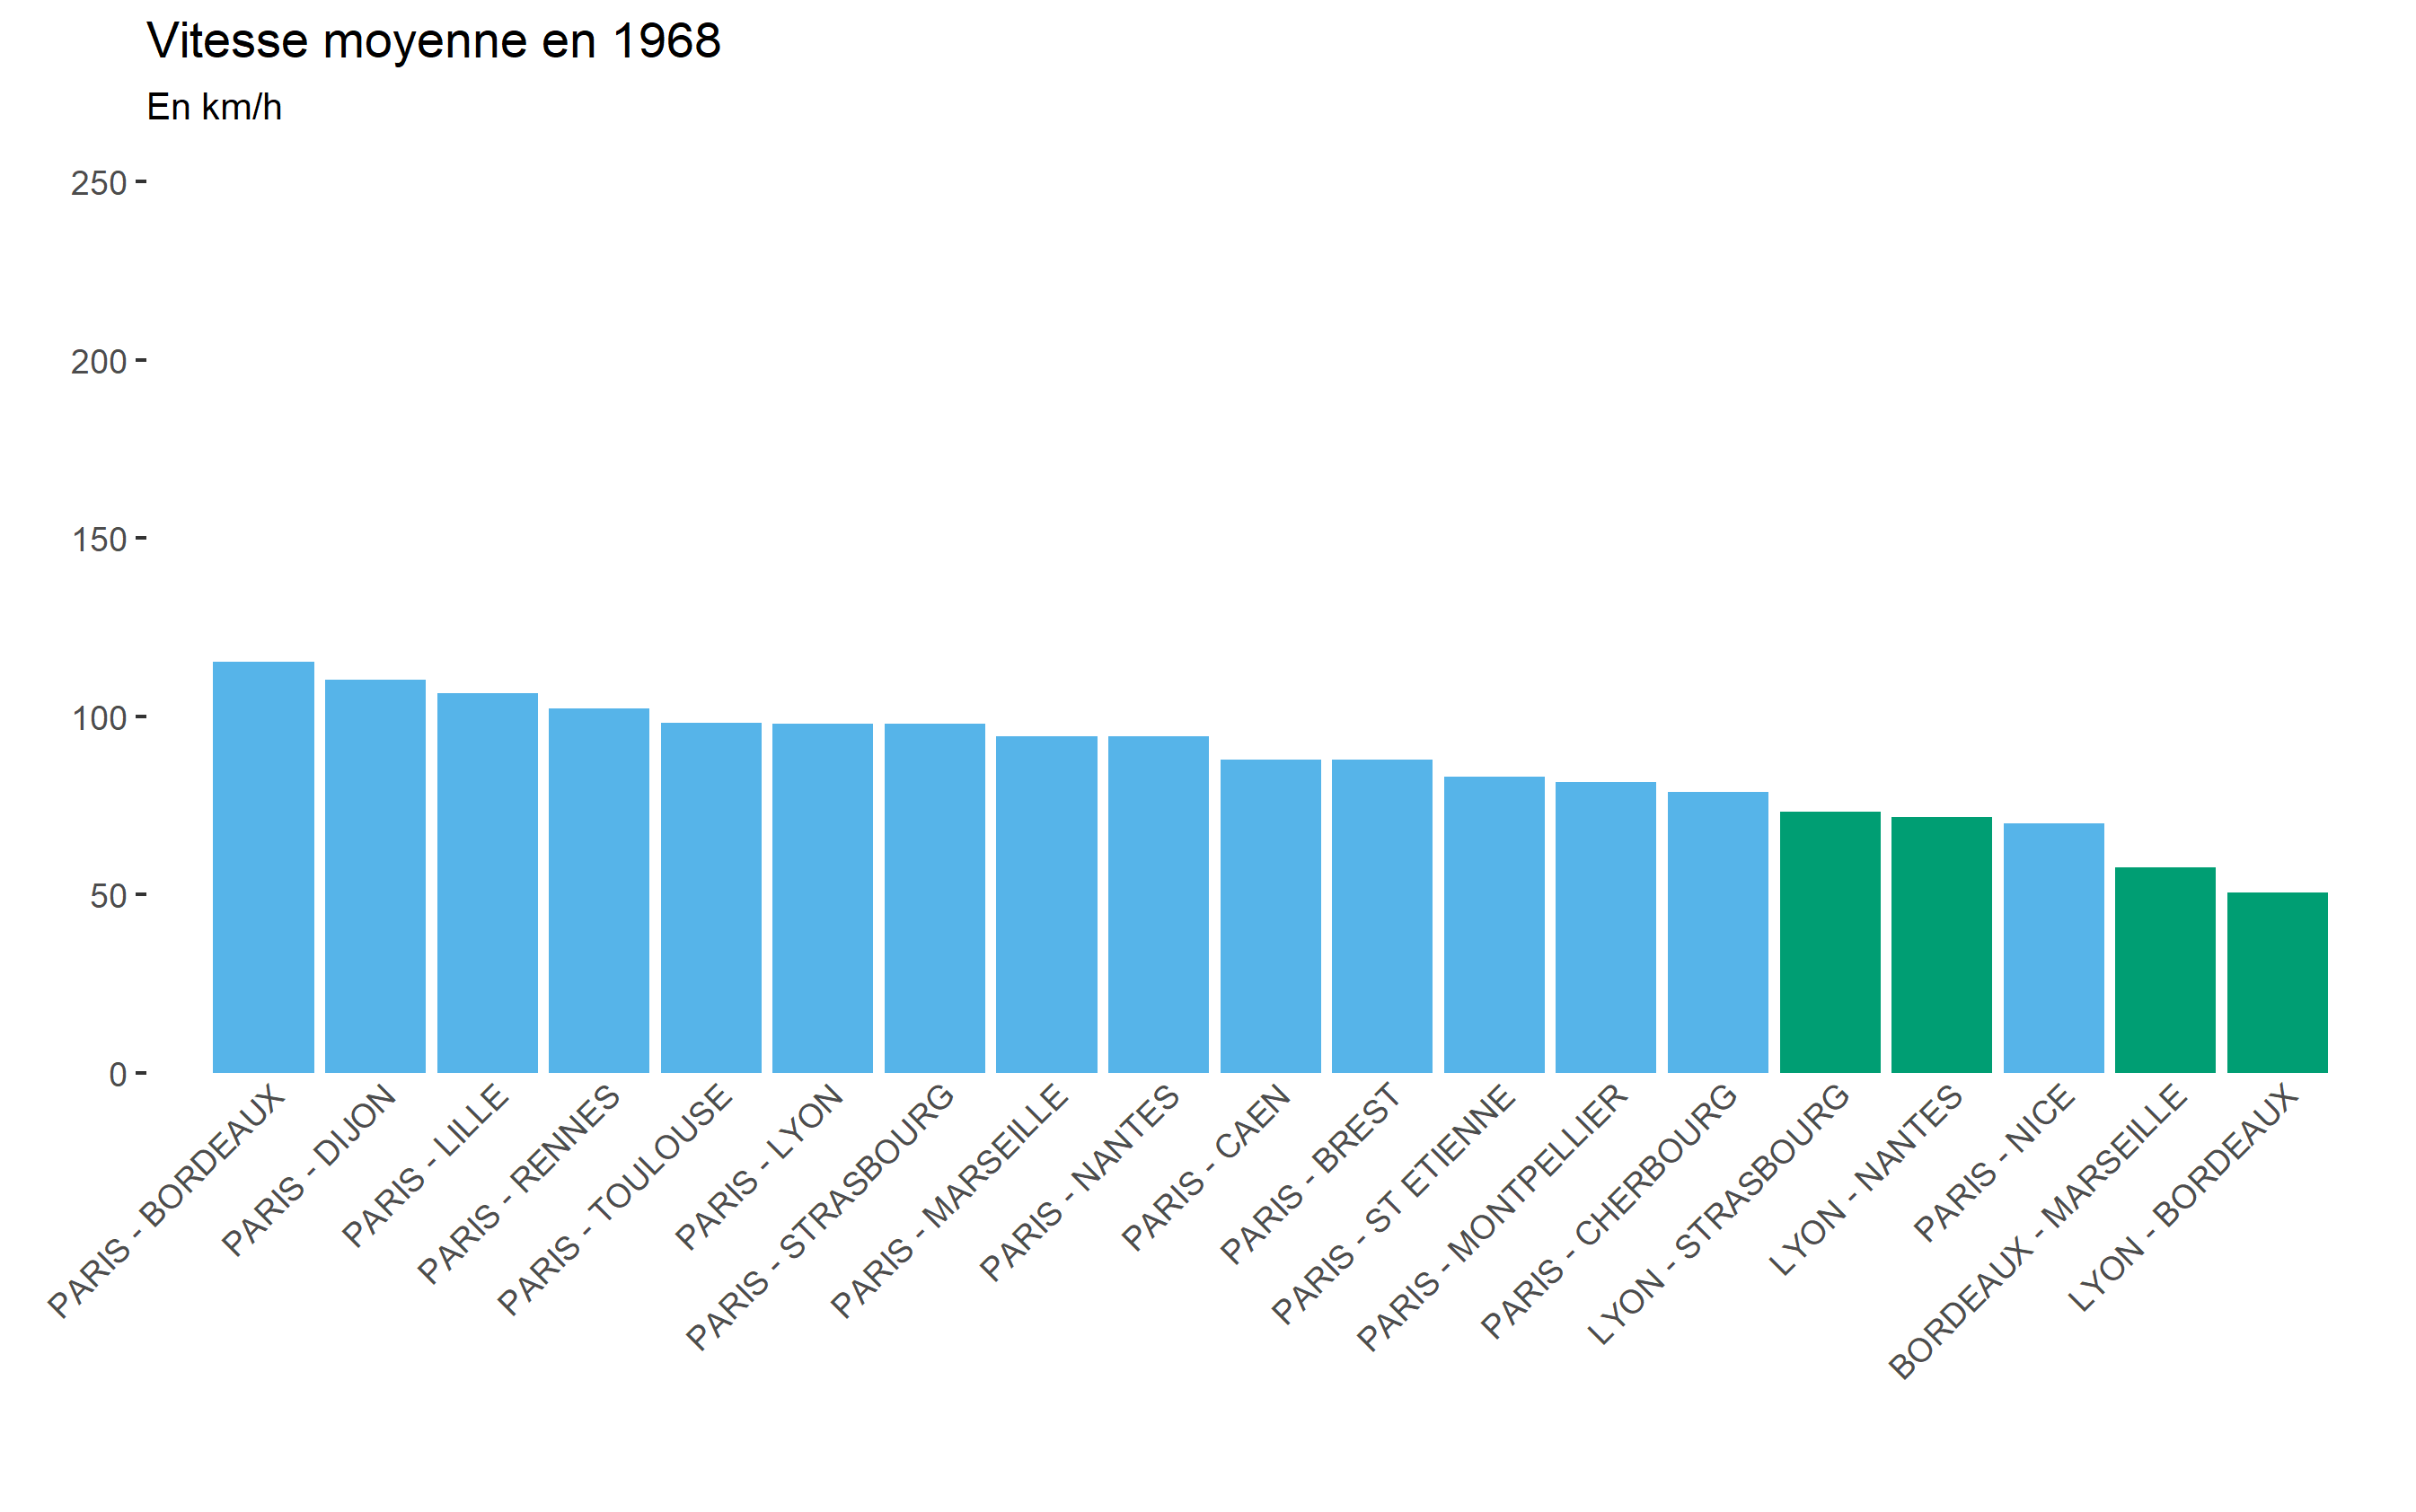 Vitesse moyenne en 1968
En km/h
250
200
150
100
50
0
PARIS - BORDEAUX
PARIS - DIJON
PARIS - LILLE
PARIS - RENNES
PARIS - TOULOUSE
PARIS - LYON
PARIS - STRASBOURG
PARIS - MARSEILLE
PARIS - NANTES
PARIS - CAEN
PARIS - BREST
PARIS - ST ETIENNE
PARIS - MONTPELLIER
PARIS - CHERBOURG
LYON - STRASBOURG
LYON - NANTES
PARIS - NICE
BORDEAUX - MARSEILLE
LYON - BORDEAUX